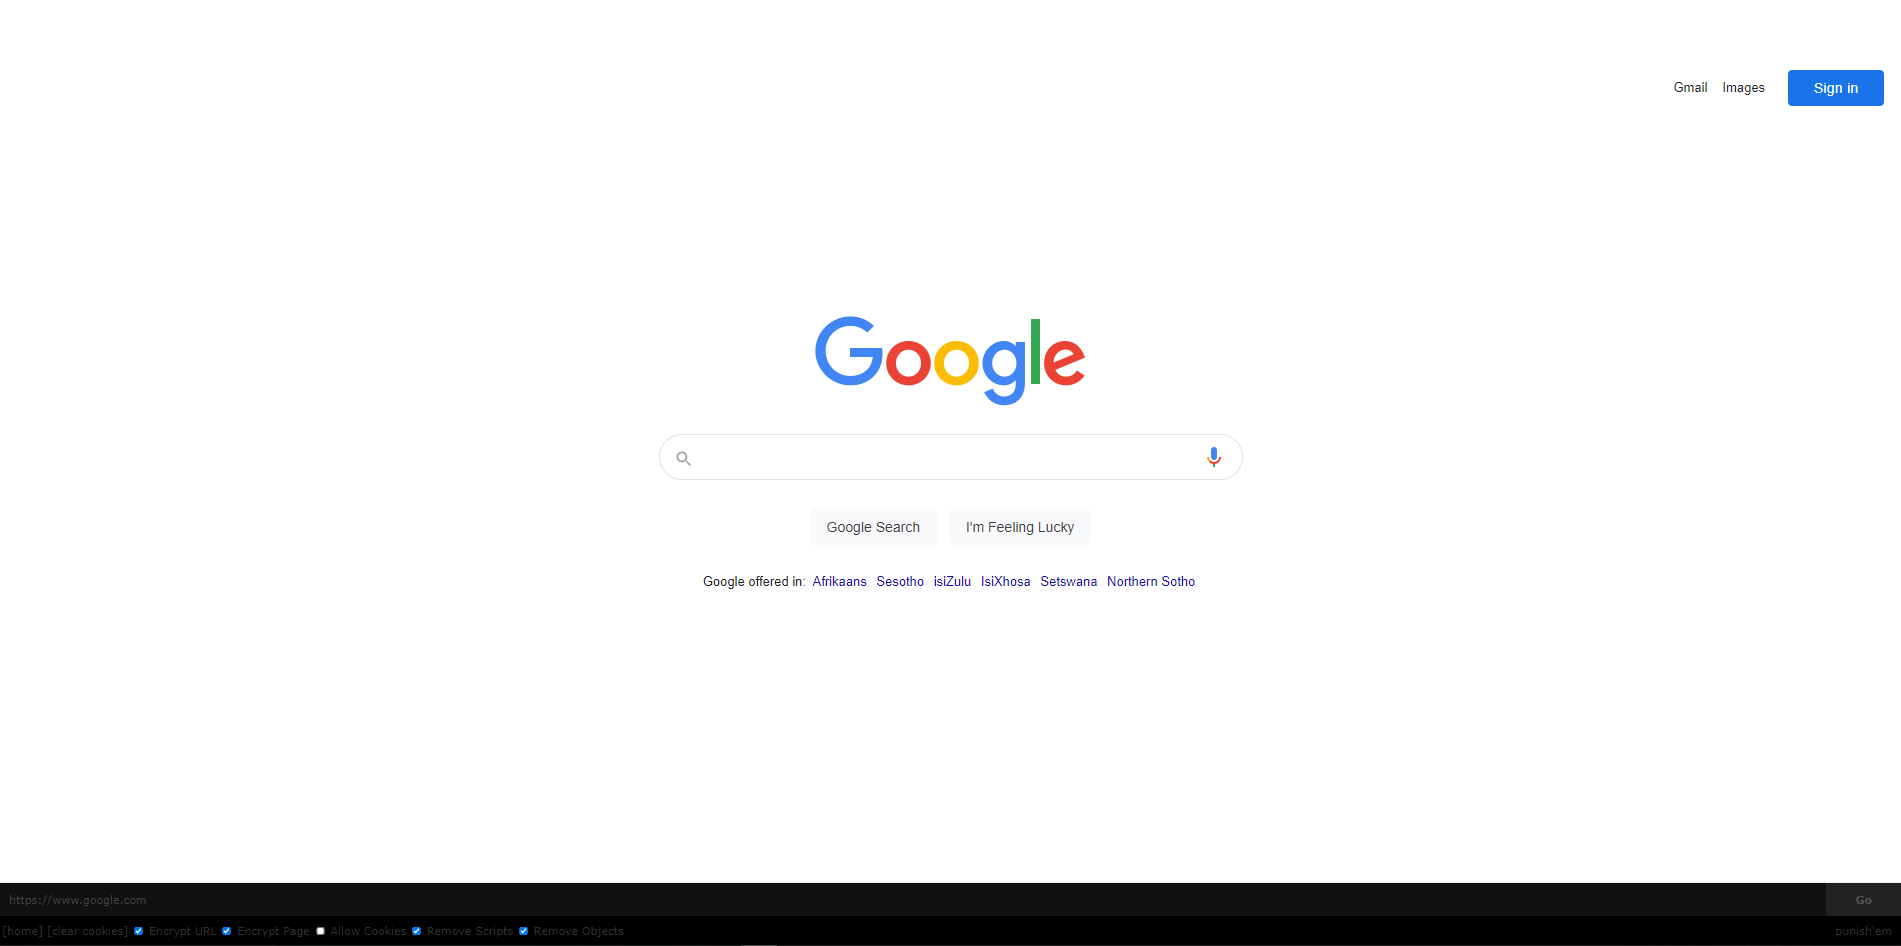 Gmail Images Sign in
Google
Google Search I'm Feeling Lucky
Google offered in: Afrikaans Sesotho isiZulu IsiXhosa Setswana Northern Sotho
https://www.google.com Go
[home] [clear cookies] Encrypt URL Encrypt Page Allow Cookies Remove Scripts Remove Objects punish'em